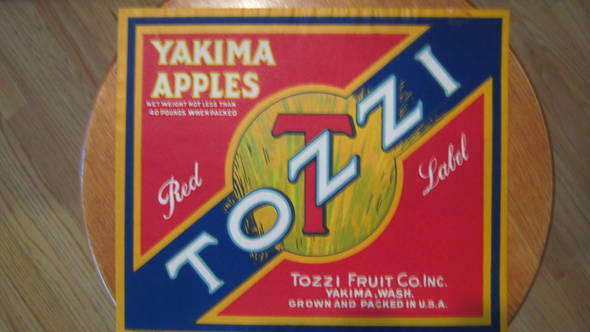 YAKIMA
APPLES
NET WEIGHT NOT LESS THAN
40 POUNDS WHEN PACKED
T
TOZZI
Red
Label
TOZZI FRUIT CO. INC.
YAKIMA, WASH.
GROWN AND PACKED IN U.S.A.